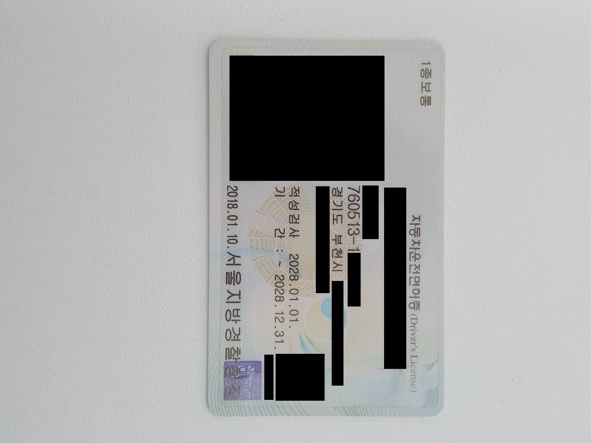 1종보통
자동차운전면허증 (Driver's License)
760513-1
경기도 부천시
적성검사 2028.01.01.
기 간 : ~ 2028.12.31.
2018.01.10. 서울지방경찰청장